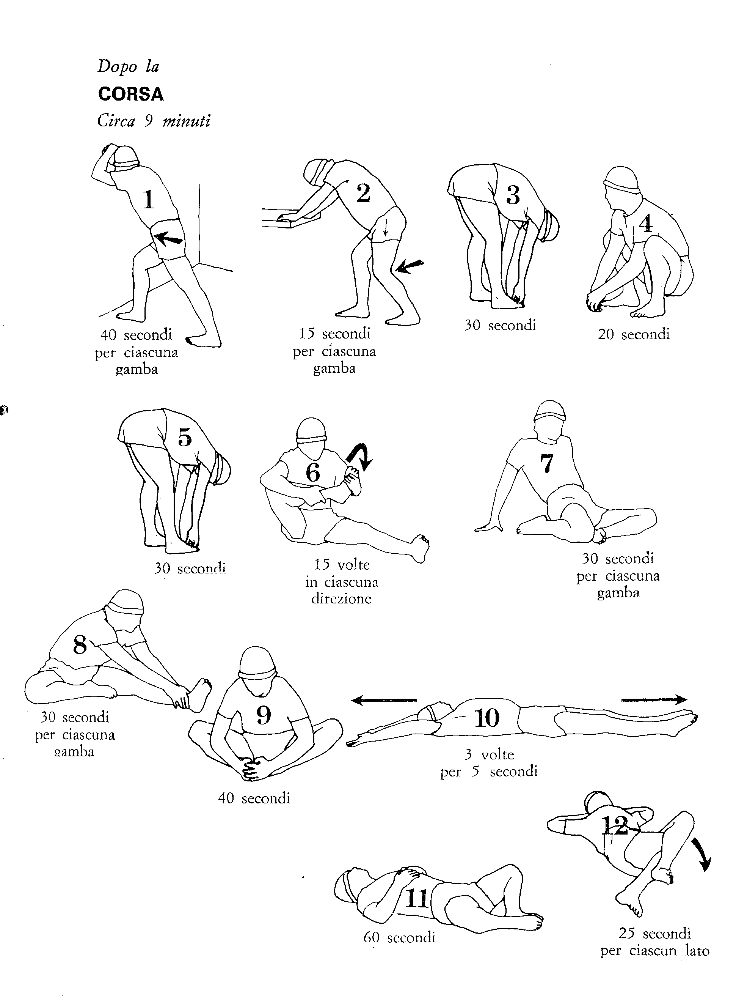 Dopo la
CORSA
Circa 9 minuti
1
2
3
4
40 secondi
per ciascuna
gamba
15 secondi
per ciascuna
gamba
30 secondi
20 secondi
5
6
7
30 secondi
15 volte
in ciascuna
direzione
30 secondi
per ciascuna
gamba
8
9
10
30 secondi
per ciascuna
gamba
40 secondi
3 volte
per 5 secondi
11
12
60 secondi
25 secondi
per ciascun lato